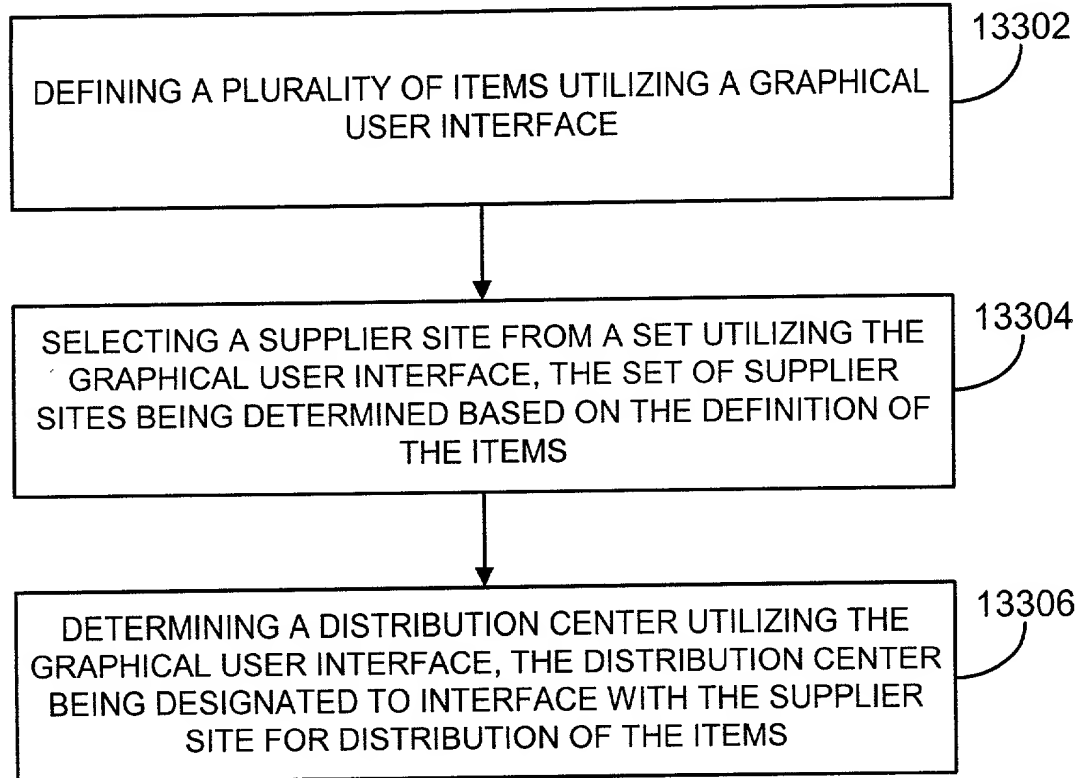 13302
DEFINING A PLURALITY OF ITEMS UTILIZING A GRAPHICAL
USER INTERFACE
13304
SELECTING A SUPPLIER SITE FROM A SET UTILIZING THE
GRAPHICAL USER INTERFACE, THE SET OF SUPPLIER
SITES BEING DETERMINED BASED ON THE DEFINITION OF
THE ITEMS
13306
DETERMINING A DISTRIBUTION CENTER UTILIZING THE
GRAPHICAL USER INTERFACE, THE DISTRIBUTION CENTER
BEING DESIGNATED TO INTERFACE WITH THE SUPPLIER
SITE FOR DISTRIBUTION OF THE ITEMS